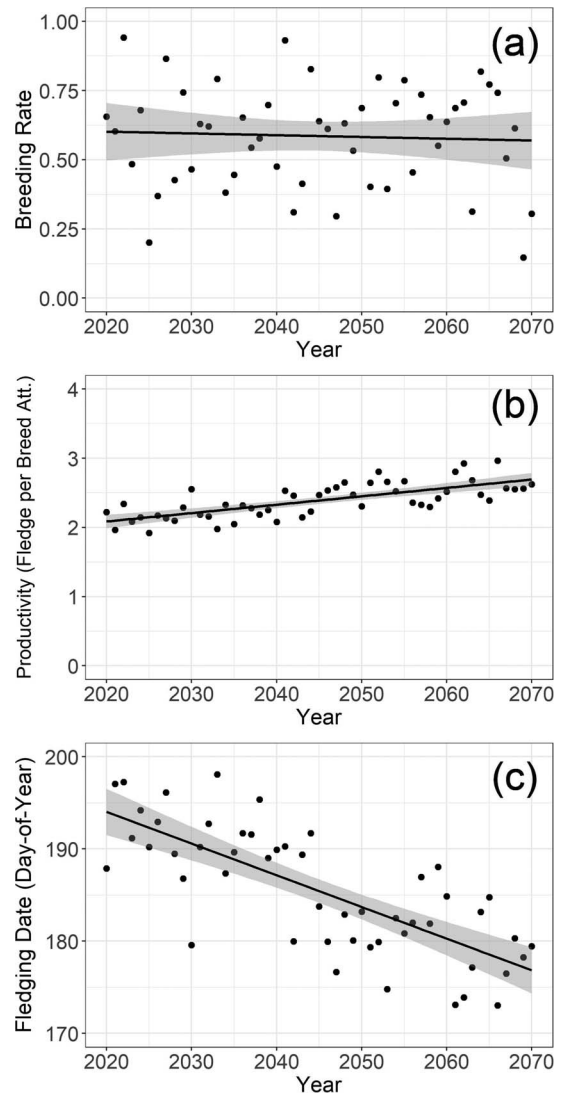 (a)
Breeding Rate
1.00
0.75
0.50
0.25
0.00
2020 2030 2040 2050 2060 2070
Year
(b)
Productivity (Fledge per Breed Att.)
4
3
2
1
0
2020 2030 2040 2050 2060 2070
Year
(c)
Fledging Date (Day-of-Year)
200
190
180
170
2020 2030 2040 2050 2060 2070
Year